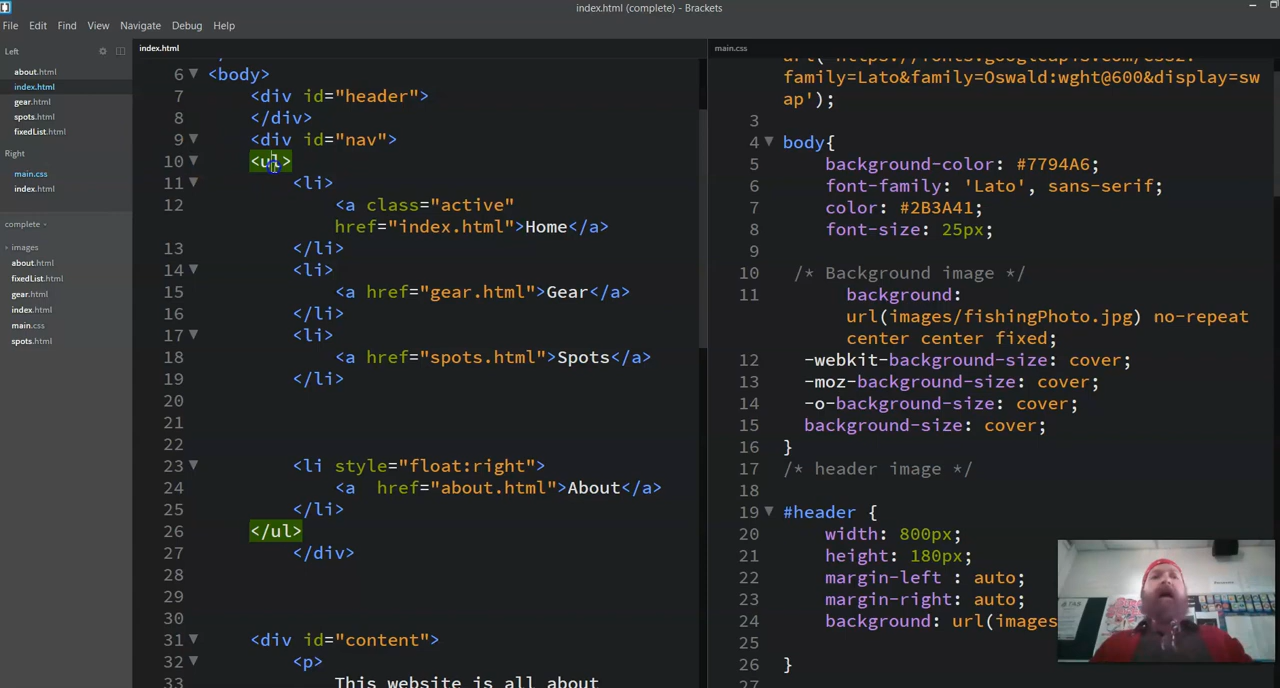 index.html (complete) - Brackets
File Edit Find View Navigate Debug Help
Left
about.html
index.html
gear.html
spots.html
fixedList.html
Right
main.css
index.html
complete
images
about.html
fixedList.html
gear.html
index.html
main.css
spots.html
index.html
6 <body>
7 <div id="header">
8 </div>
9 <div id="nav">
10 <ul>
11 <li>
12 <a class="active"
href="index.html">Home</a>
13 </li>
14 <li>
15 <a href="gear.html">Gear</a>
16 </li>
17 <li>
18 <a href="spots.html">Spots</a>
19 </li>
20
21
22
23 <li style="float:right">
24 <a  href="about.html">About</a>
25 </li>
26 </ul>
27 </div>
28
29
30
31 <div id="content">
32 <p>
33 This website is all about
main.css
url('https://fonts.googleapis.com/css2?
family=Lato&family=Oswald:wght@600&display=sw
ap');
3
4 body{
5 background-color: #7794A6;
6 font-family: 'Lato', sans-serif;
7 color: #2B3A41;
8 font-size: 25px;
9
10 /* Background image */
11 background:
url(images/fishingPhoto.jpg) no-repeat
center center fixed;
12 -webkit-background-size: cover;
13 -moz-background-size: cover;
14 -o-background-size: cover;
15 background-size: cover;
16 }
17 /* header image */
18
19 #header {
20 width: 800px;
21 height: 180px;
22 margin-left : auto;
23 margin-right: auto;
24 background: url(images
25
26 }
27